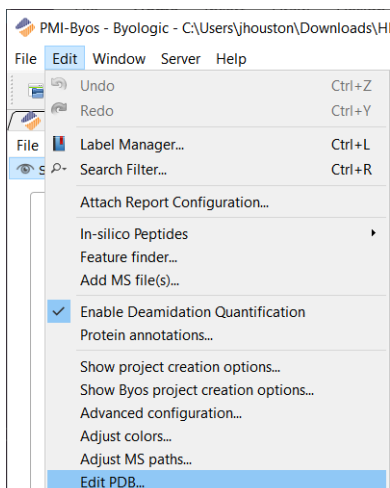 PMI-Byos - Byologic - C:\Users\jhouston\Downloads\H
File Edit Window Server Help
Undo Ctrl+Z
Redo Ctrl+Y
File
Label Manager... Ctrl+L
Search Filter... Ctrl+R
Attach Report Configuration...
In-silico Peptides
Feature finder...
Add MS file(s)...
Enable Deamidation Quantification
Protein annotations...
Show project creation options...
Show Byos project creation options...
Advanced configuration...
Adjust colors...
Adjust MS paths...
Edit PDB...